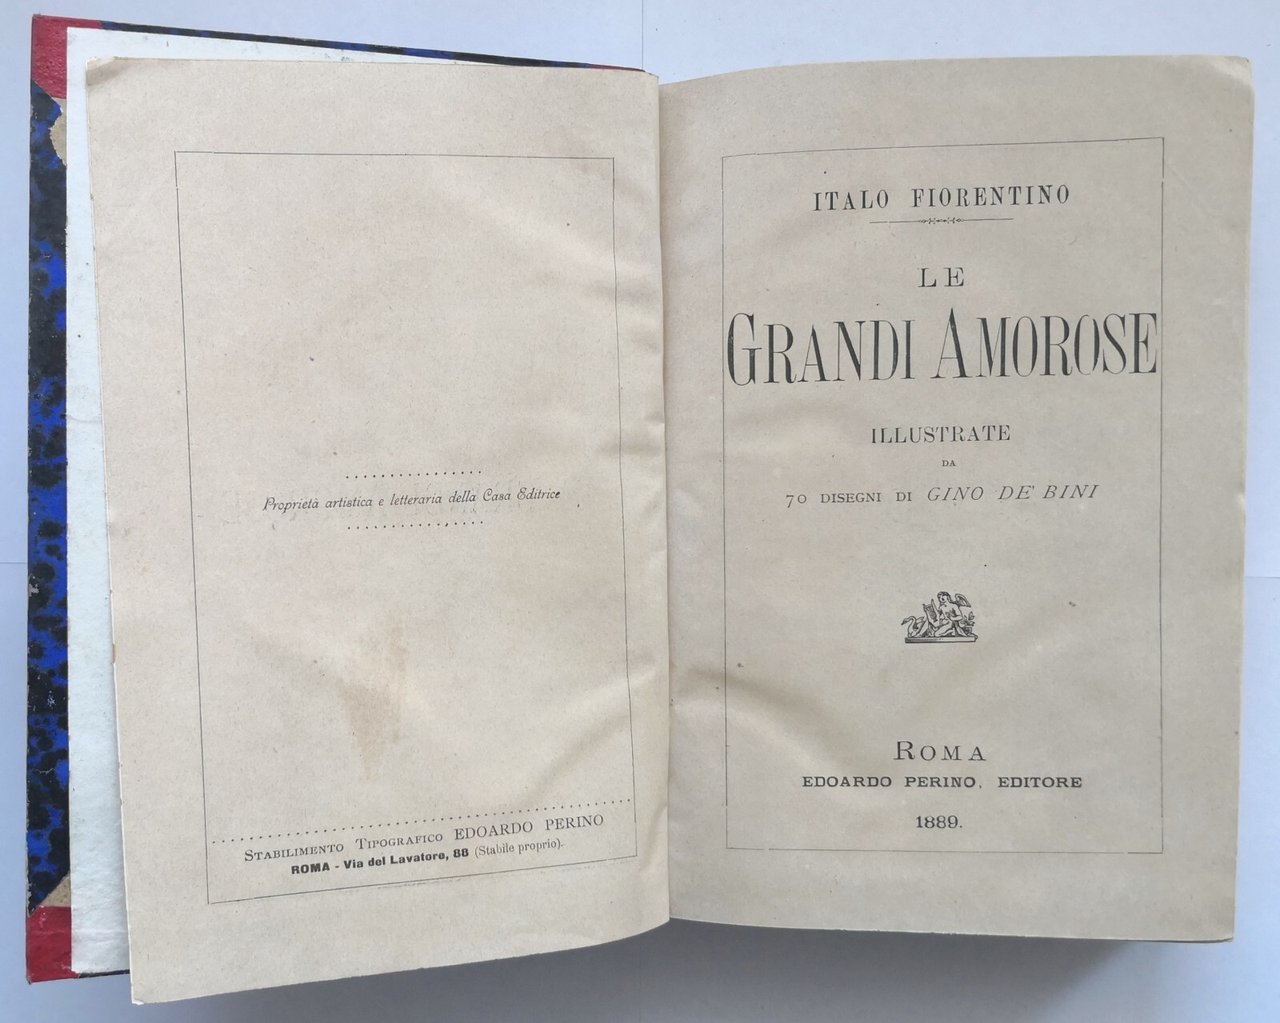 Proprietà artistica e letteraria della Casa Editrice
STABILIMENTO TIPOGRAFICO EDOARDO PERINO
ROMA - Via del Lavatore, 88 (Stabile proprio).
ITALO FIORENTINO
LE
GRANDI AMOROSE
ILLUSTRATE
DA
70 DISEGNI DI GINO DE' BINI
ROMA
EDOARDO PERINO, EDITORE
1889.